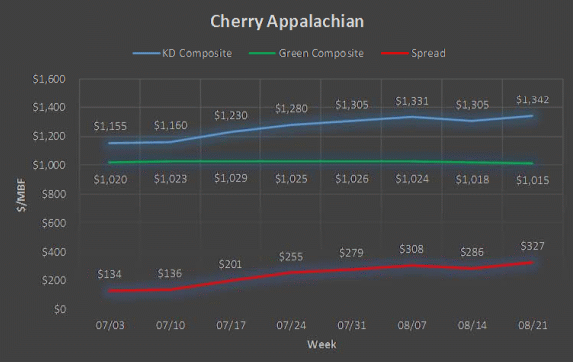 Cherry Appalachian
KD Composite Green Composite Spread
$1,600
$1,400
$1,200
$1,000
$800
$600
$400
$200
$0
$/MBF
$1,155 $1,160 $1,230 $1,280 $1,305 $1,331 $1,305 $1,342
$1,020 $1,023 $1,029 $1,025 $1,026 $1,024 $1,018 $1,015
$134 $136 $201 $255 $279 $308 $286 $327
07/03 07/10 07/17 07/24 07/31 08/07 08/14 08/21
Week